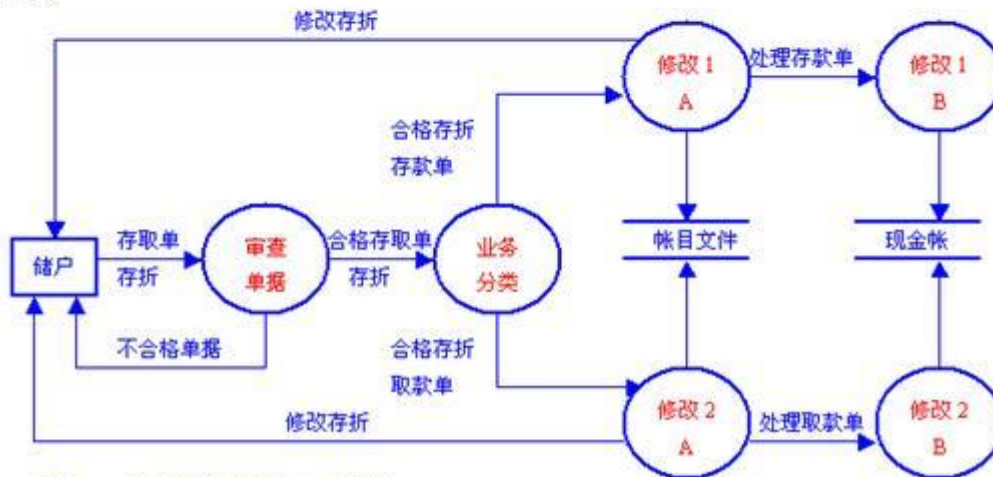 修改存折
修改1
A
处理存款单
修改1
B
合格存折
存款单
储户
存取单
存折
审查
单据
合格存取单
存折
业务
分类
帐目文件
现金帐
不合格单据
合格存折
取款单
修改存折
修改2
A
处理取款单
修改2
B